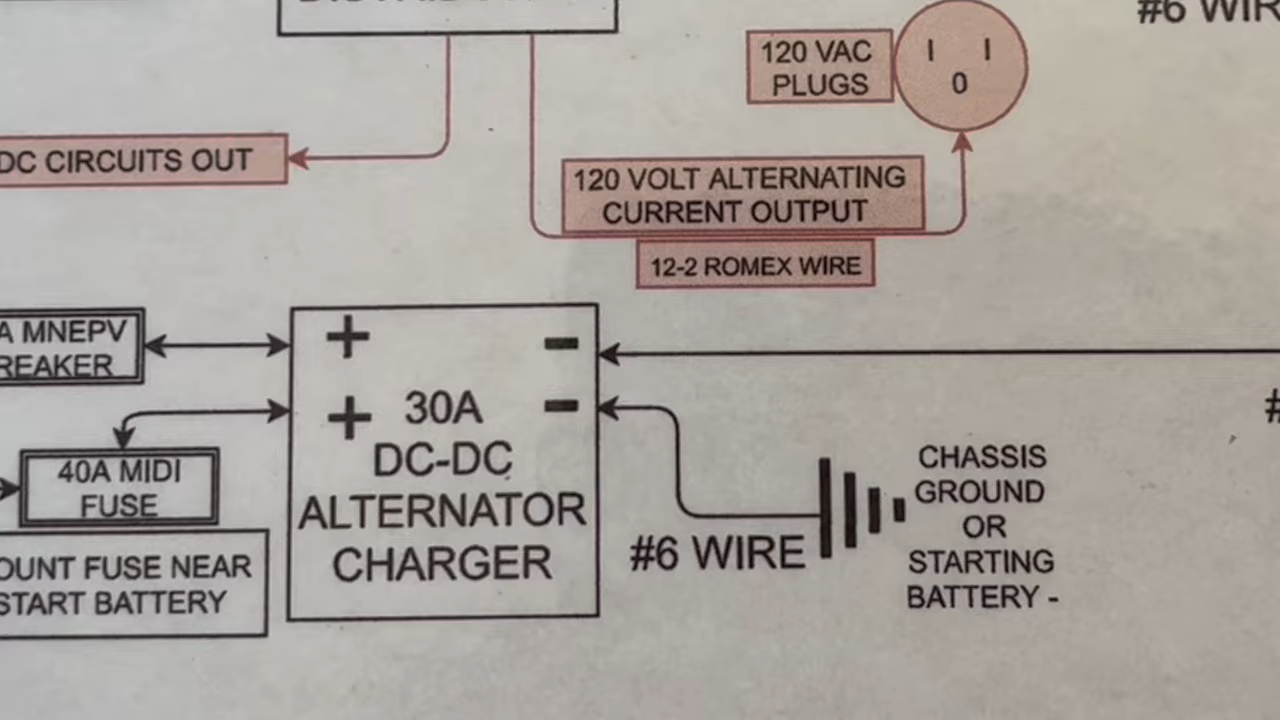 #6 WIR
120 VAC
PLUGS
DC CIRCUITS OUT
120 VOLT ALTERNATING
CURRENT OUTPUT
12-2 ROMEX WIRE
A MNEPV
REAKER
+ -
+ -
30A
DC-DC
ALTERNATOR
CHARGER
40A MIDI
FUSE
OUNT FUSE NEAR
START BATTERY
#6 WIRE
CHASSIS
GROUND
OR
STARTING
BATTERY -
#